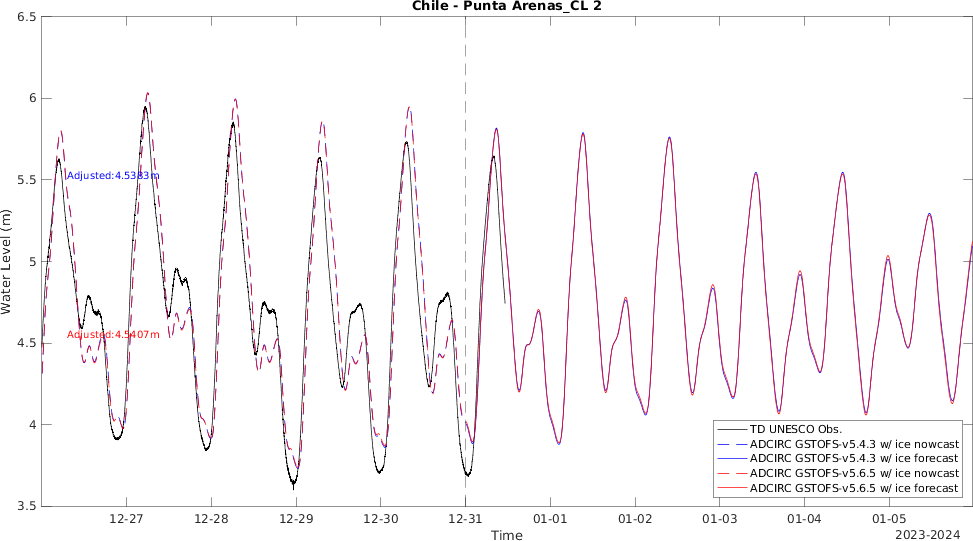 Chile - Punta Arenas_CL 2
Water Level (m)
6.5
6
5.5
5
4.5
4
3.5
Adjusted:4.5383m
Adjusted:4.5407m
TD UNESCO Obs.
ADCIRC GSTOFS-v5.4.3 w/ ice nowcast
ADCIRC GSTOFS-v5.4.3 w/ ice forecast
ADCIRC GSTOFS-v5.6.5 w/ ice nowcast
ADCIRC GSTOFS-v5.6.5 w/ ice forecast
12-27 12-28 12-29 12-30 12-31 01-01 01-02 01-03 01-04 01-05
Time
2023-2024